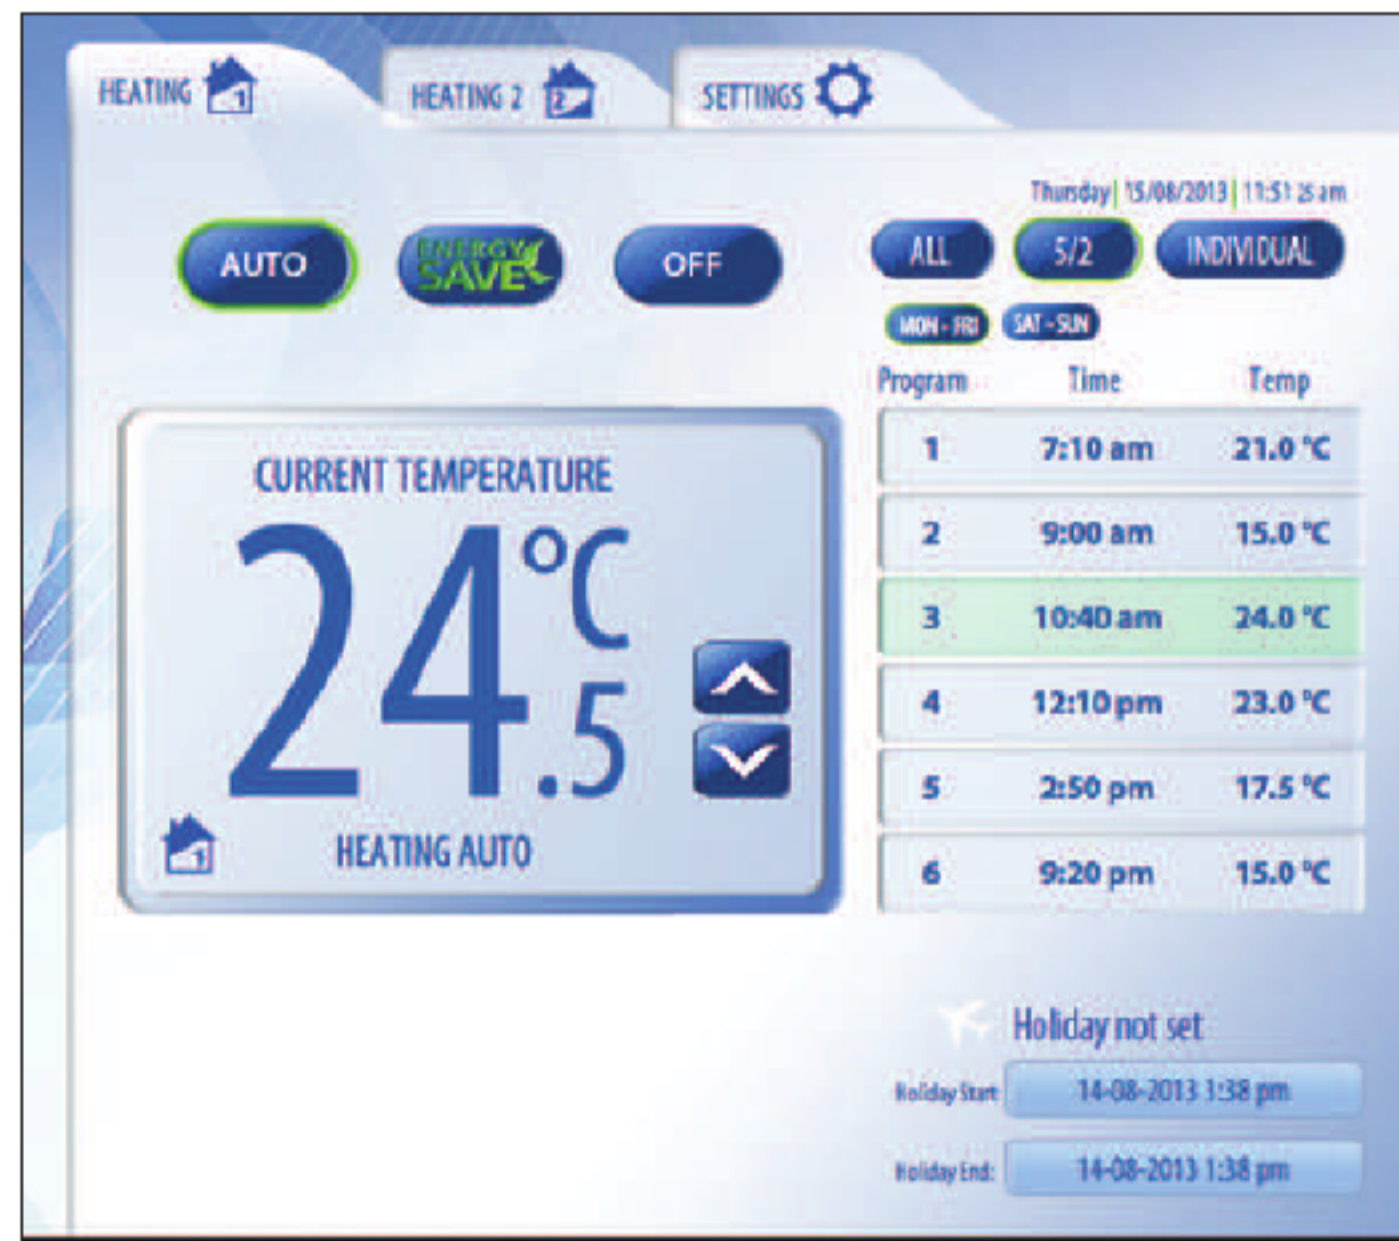 HEATING 1
HEATING 2 2
SETTINGS
Thursday | 15/08/2013 | 11:51 25 am
AUTO
ENERGY SAVE
OFF
ALL
5/2
INDIVIDUAL
MON - FRI
SAT - SUN
Program Time Temp
1 7:10 am 21.0 °C
2 9:00 am 15.0 °C
3 10:40 am 24.0 °C
4 12:10 pm 23.0 °C
5 2:50 pm 17.5 °C
6 9:20 pm 15.0 °C
CURRENT TEMPERATURE
24.5 °C
1 HEATING AUTO
Holiday not set
Holiday Start: 14-08-2013 1:38 pm
Holiday End: 14-08-2013 1:38 pm